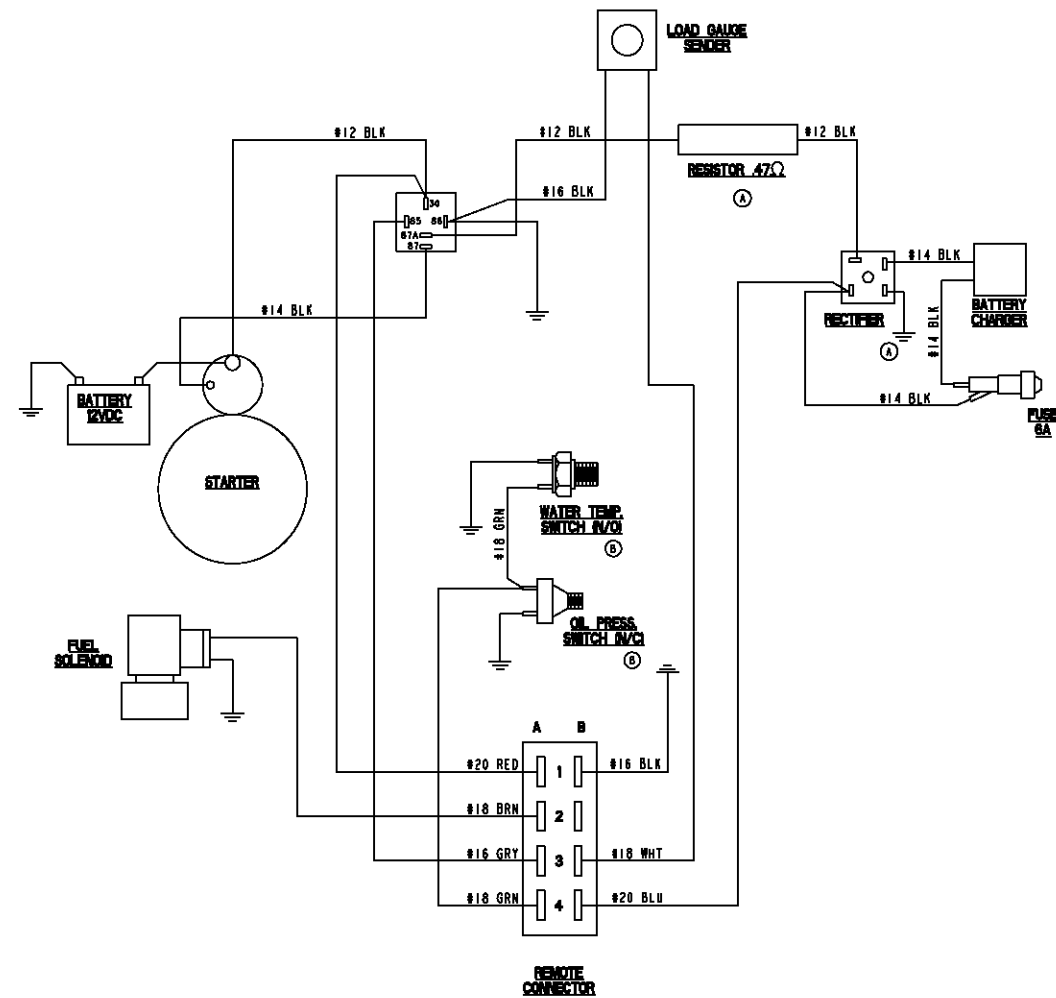 LOAD GAUGE
SENDER
#12 BLK
#12 BLK
#12 BLK
RESISTOR .47Ω
A
#16 BLK
30
85
86
87A
87
#14 BLK
#14 BLK
BATTERY
CHARGER
RECTIFIER
A
#14 BLK
#14 BLK
FUSE
6A
BATTERY
12VDC
STARTER
WATER TEMP.
SWITCH (N/O)
B
#18 GRN
OIL PRESS.
SWITCH (N/C)
B
FUEL
SOLENOID
A B
#20 RED 1 #16 BLK
#18 BRN 2
#16 GRY 3 #18 WHT
#18 GRN 4 #20 BLU
REMOTE
CONNECTOR